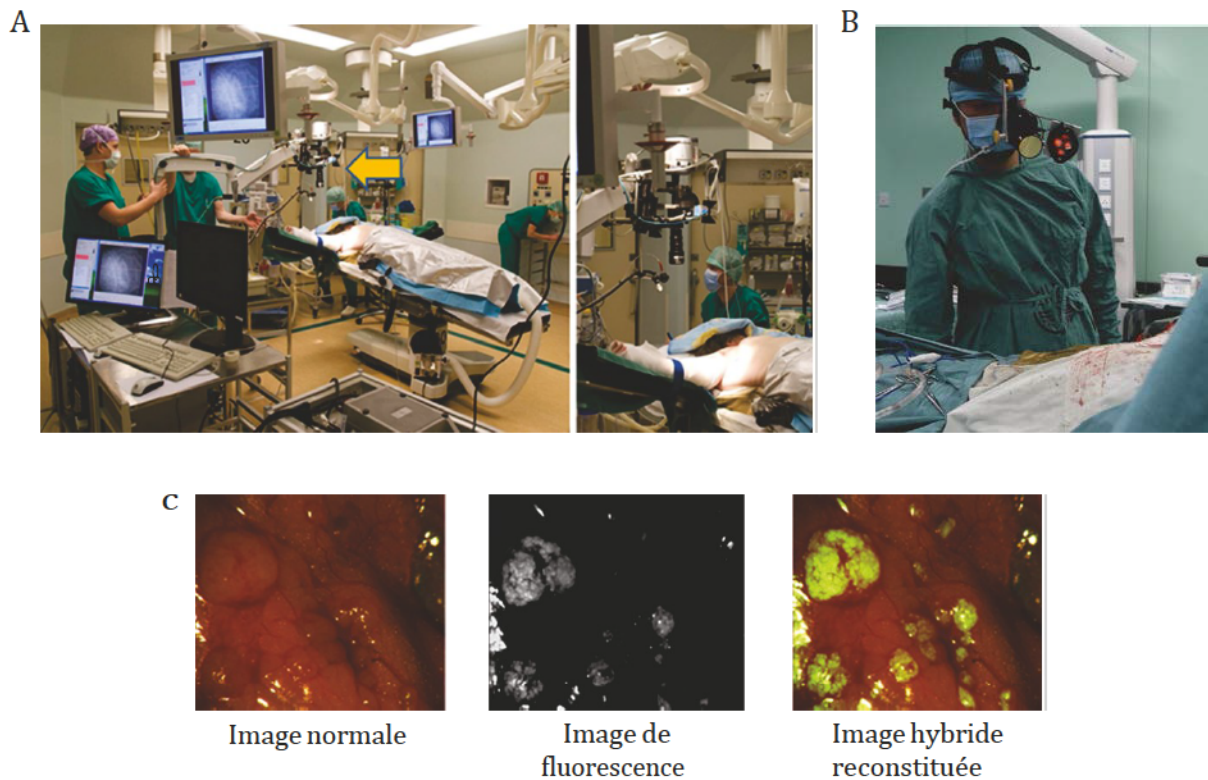 A
B
C
Image normale
Image de
fluorescence
Image hybride
reconstituée